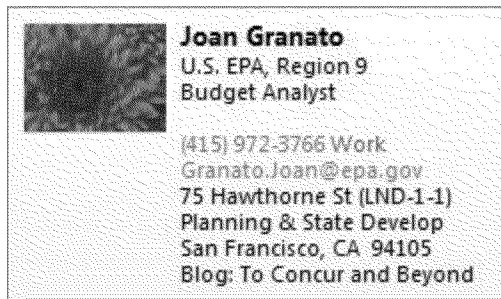 Joan Granato
U.S. EPA, Region 9
Budget Analyst
(415) 972-3766 Work
Granato.Joan@epa.gov
75 Hawthorne St (LND-1-1)
Planning & State Develop
San Francisco, CA 94105
Blog: To Concur and Beyond